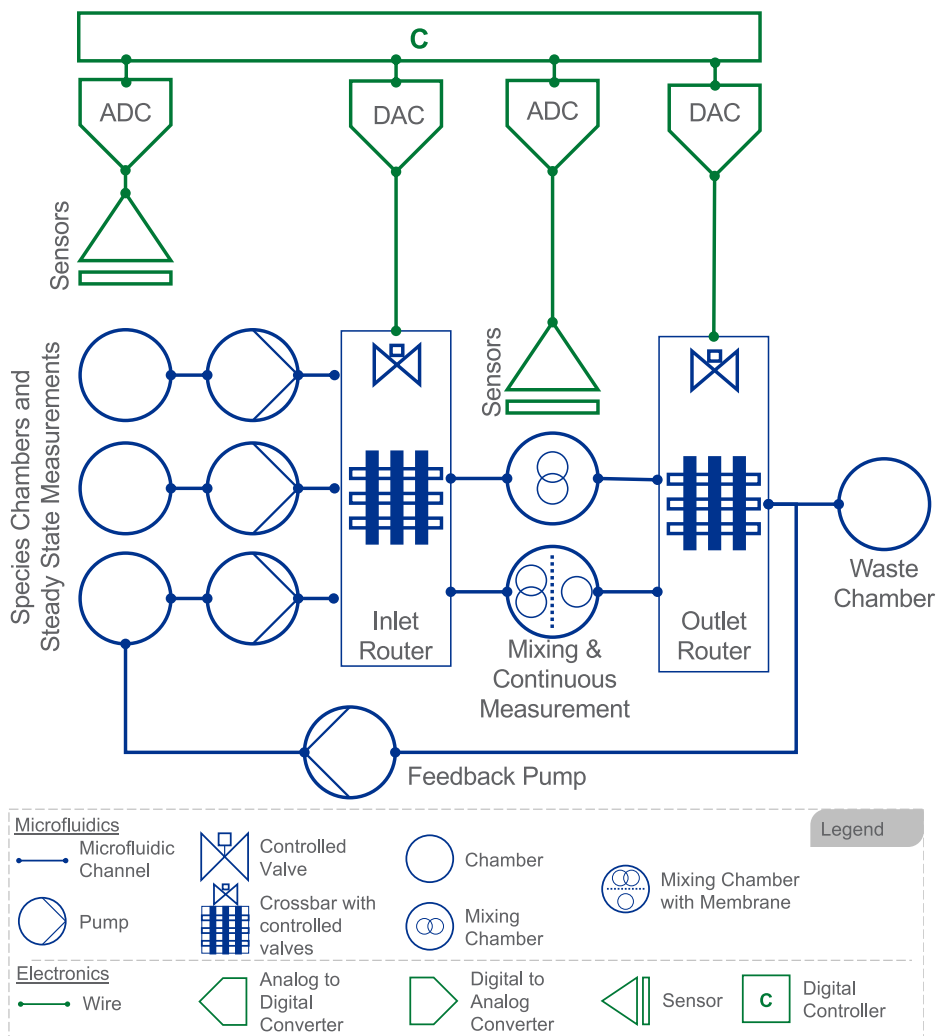 C
ADC
DAC
ADC
DAC
Sensors
Sensors
Species Chambers and
Steady State Measurements
Inlet
Router
Mixing &
Continuous
Measurement
Outlet
Router
Waste
Chamber
Feedback Pump
Legend
Microfluidics
Microfluidic
Channel
Controlled
Valve
Chamber
Mixing Chamber
with Membrane
Pump
Crossbar with
controlled
valves
Mixing
Chamber
Electronics
Wire
Analog to
Digital
Converter
Digital to
Analog
Converter
Sensor
C
Digital
Controller